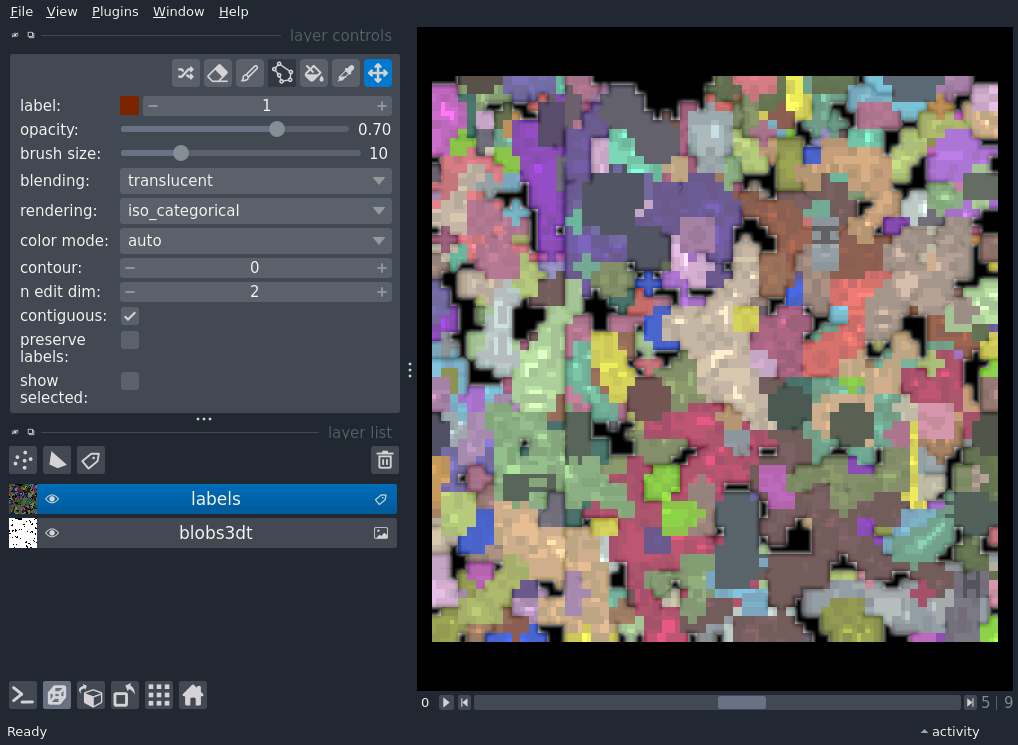 File View Plugins Window Help
layer controls
label: 1
opacity: 0.70
brush size: 10
blending: translucent
rendering: iso_categorical
color mode: auto
contour: 0
n edit dim: 2
contiguous:
preserve
labels:
show
selected:
layer list
labels
blobs3dt
0 5 | 9
Ready activity